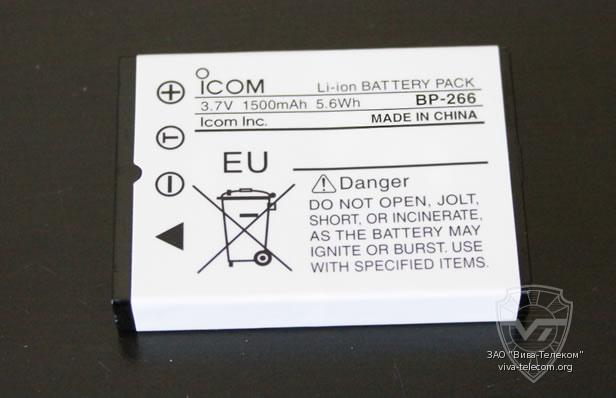 ICOM Li-ion BATTERY PACK
3.7V 1500mAh 5.6Wh BP-266
Icom Inc. MADE IN CHINA
+
T
−
EU
Danger
DO NOT OPEN, JOLT,
SHORT, OR INCINERATE,
AS THE BATTERY MAY
IGNITE OR BURST. USE
WITH SPECIFIED ITEMS.
VT
ЗАО "Вива-Телеком"
viva-telecom.org